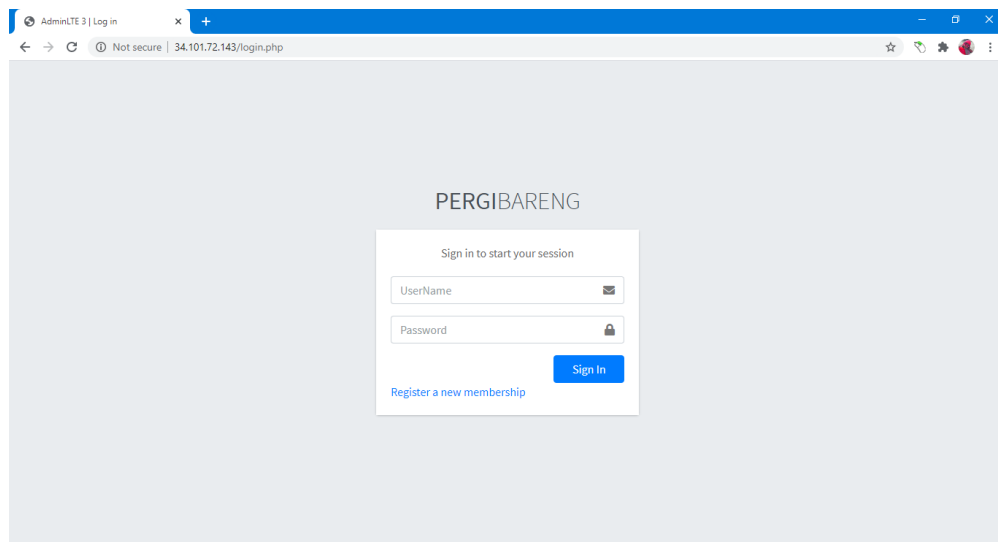 AdminLTE 3 | Log in
Not secure | 34.101.72.143/login.php
PERGIBARENG
Sign in to start your session
UserName
Password
Sign In
Register a new membership